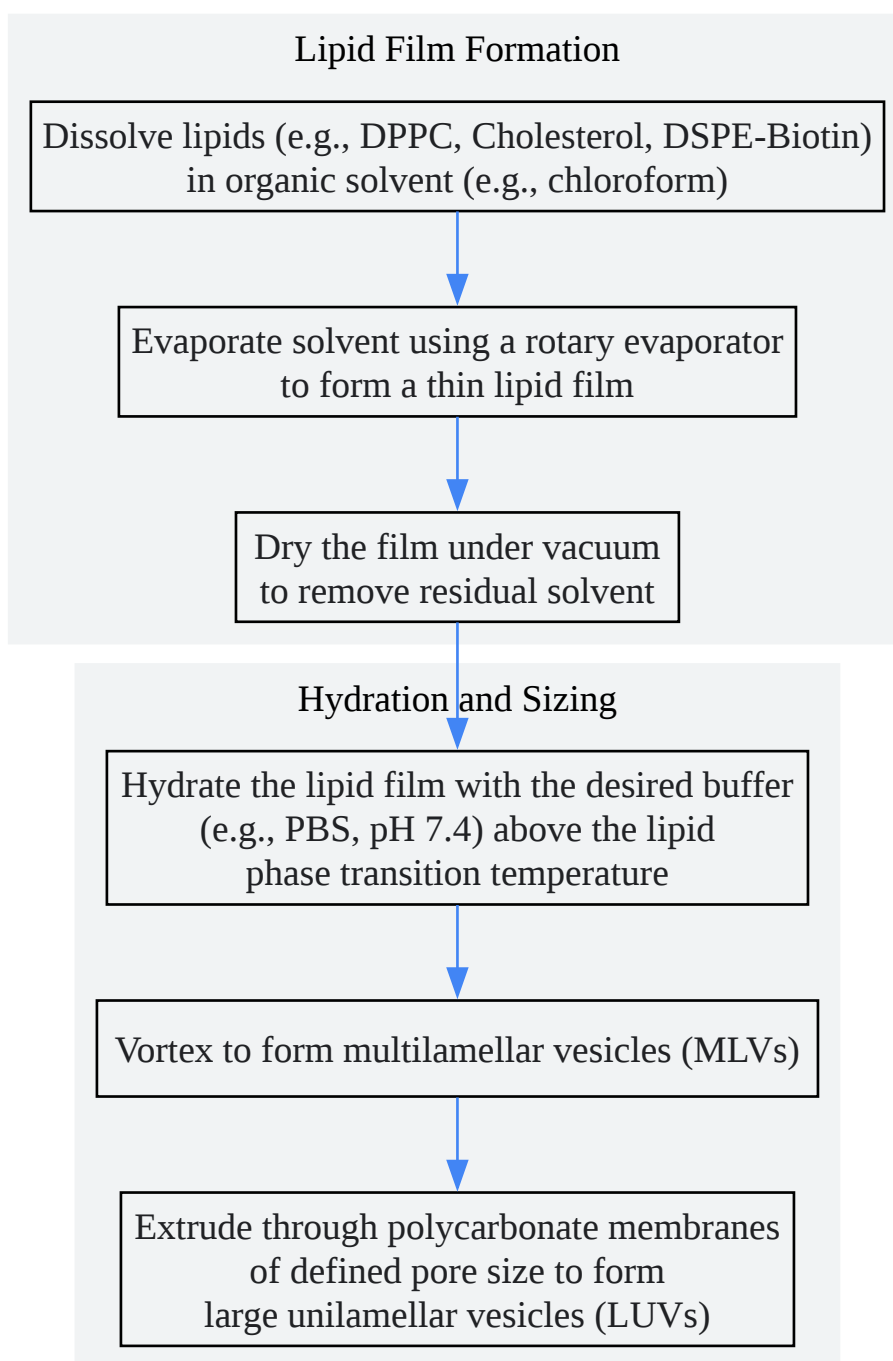 Lipid Film Formation
Dissolve lipids (e.g., DPPC, Cholesterol, DSPE-Biotin)
in organic solvent (e.g., chloroform)
Evaporate solvent using a rotary evaporator
to form a thin lipid film
Dry the film under vacuum
to remove residual solvent
Hydration and Sizing
Hydrate the lipid film with the desired buffer
(e.g., PBS, pH 7.4) above the lipid
phase transition temperature
Vortex to form multilamellar vesicles (MLVs)
Extrude through polycarbonate membranes
of defined pore size to form
large unilamellar vesicles (LUVs)